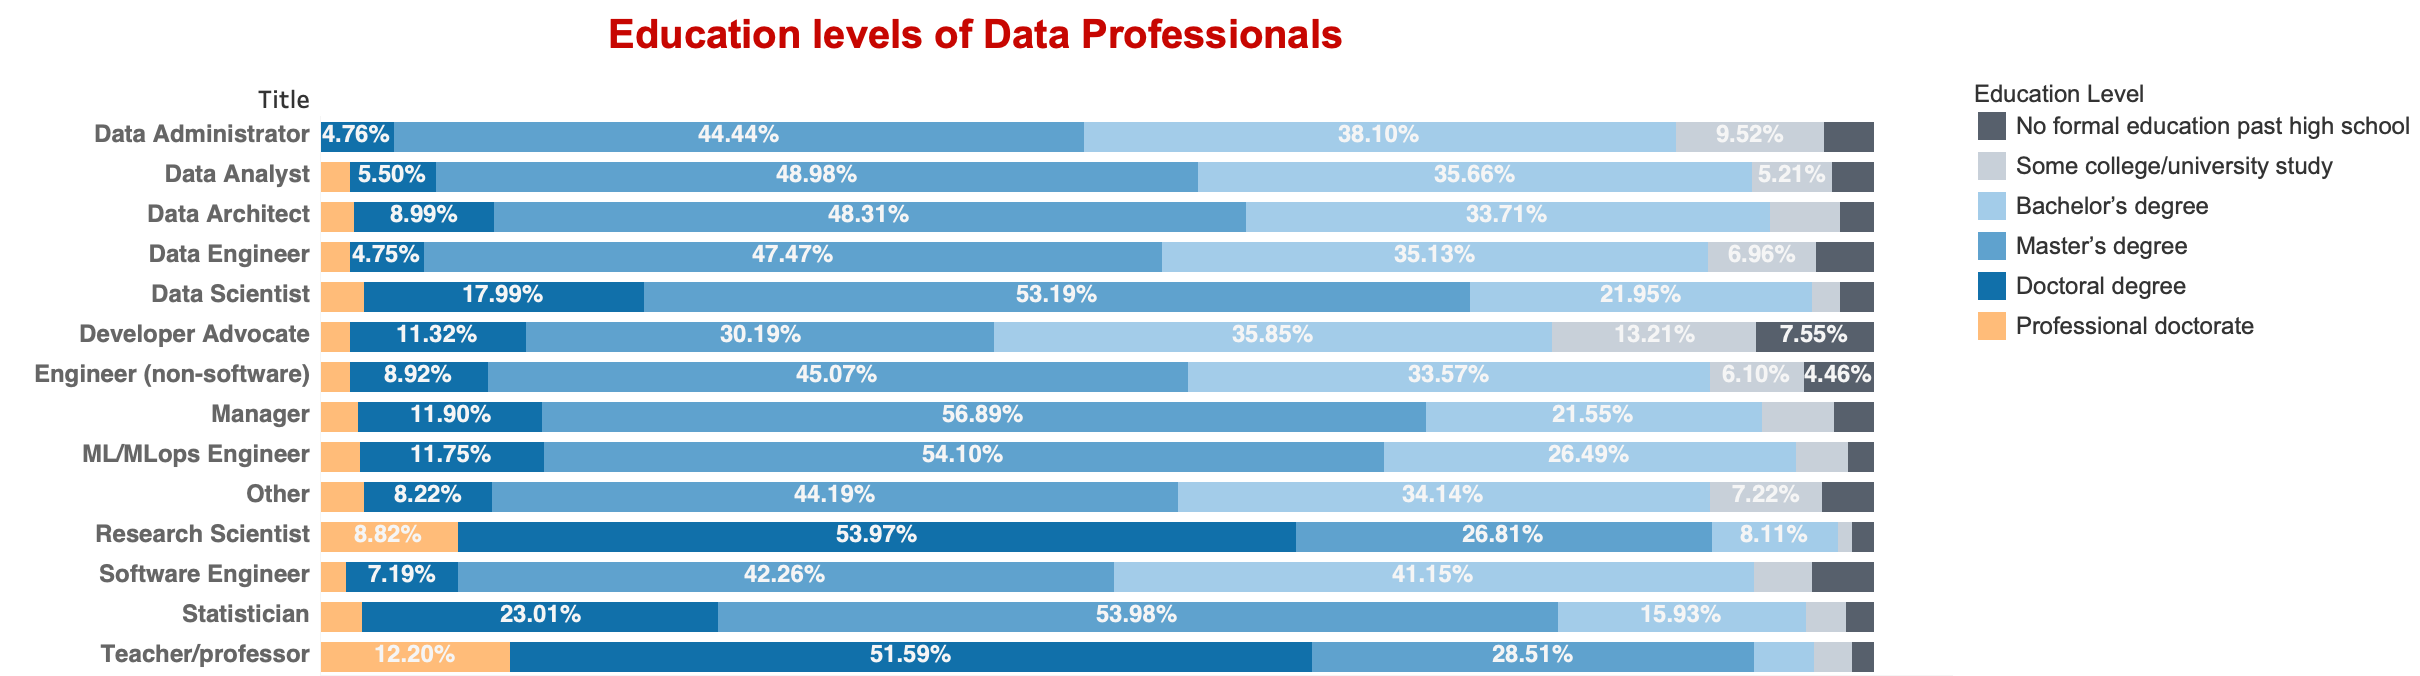 Education levels of Data Professionals
Title
Data Administrator 4.76% 44.44% 38.10% 9.52%
Data Analyst 5.50% 48.98% 35.66% 5.21%
Data Architect 8.99% 48.31% 33.71%
Data Engineer 4.75% 47.47% 35.13% 6.96%
Data Scientist 17.99% 53.19% 21.95%
Developer Advocate 11.32% 30.19% 35.85% 13.21% 7.55%
Engineer (non-software) 8.92% 45.07% 33.57% 6.10% 4.46%
Manager 11.90% 56.89% 21.55%
ML/MLops Engineer 11.75% 54.10% 26.49%
Other 8.22% 44.19% 34.14% 7.22%
Research Scientist 8.82% 53.97% 26.81% 8.11%
Software Engineer 7.19% 42.26% 41.15%
Statistician 23.01% 53.98% 15.93%
Teacher/professor 12.20% 51.59% 28.51%
Education Level
No formal education past high school
Some college/university study
Bachelor’s degree
Master’s degree
Doctoral degree
Professional doctorate